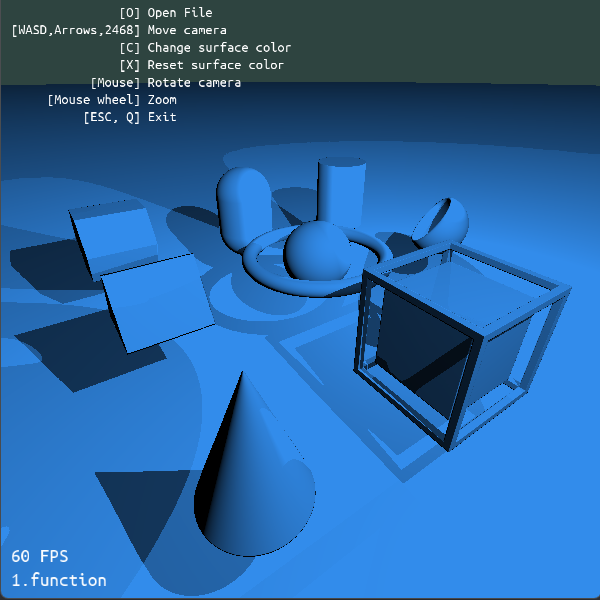 [O] Open File
[WASD,Arrows,2468] Move camera
[C] Change surface color
[X] Reset surface color
[Mouse] Rotate camera
[Mouse wheel] Zoom
[ESC, Q] Exit
60 FPS
1.function